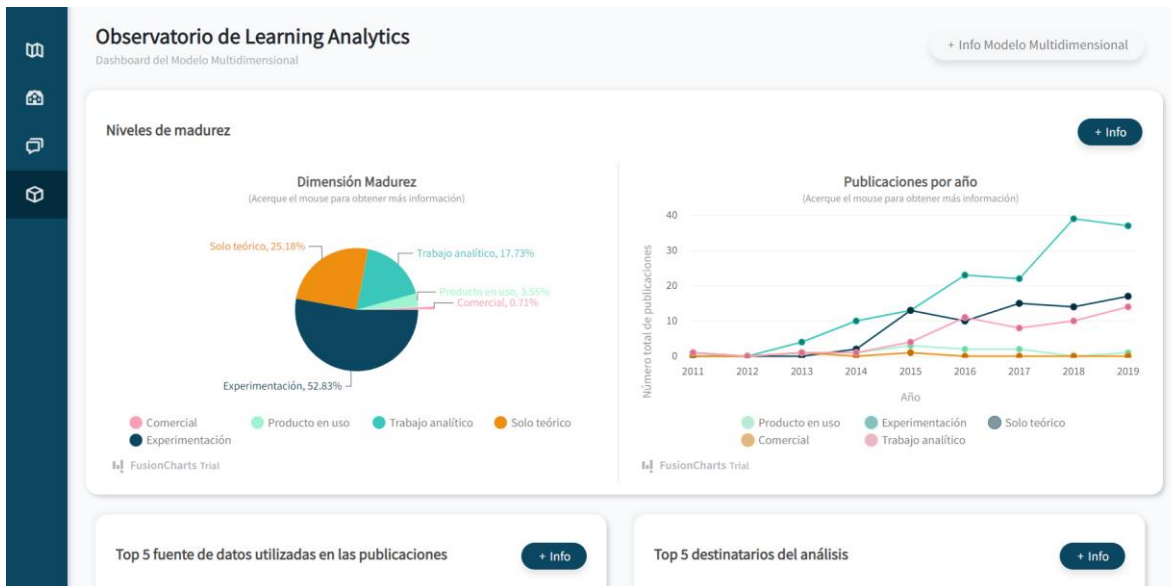 Observatorio de Learning Analytics
Dashboard del Modelo Multidimensional
+ Info Modelo Multidimensional
Niveles de madurez
+ Info
Dimensión Madurez
(Acerque el mouse para obtener más información)
Solo teórico, 25.18%
Trabajo analítico, 17.73%
Producto en uso, 3.55%
Comercial, 0.71%
Experimentación, 52.83%
Comercial
Producto en uso
Trabajo analítico
Solo teórico
Experimentación
FusionCharts Trial
Publicaciones por año
(Acerque el mouse para obtener más información)
Número total de publicaciones
40
30
20
10
0
2011 2012 2013 2014 2015 2016 2017 2018 2019
Año
Producto en uso
Experimentación
Solo teórico
Comercial
Trabajo analítico
FusionCharts Trial
Top 5 fuente de datos utilizadas en las publicaciones
+ Info
Top 5 destinatarios del análisis
+ Info